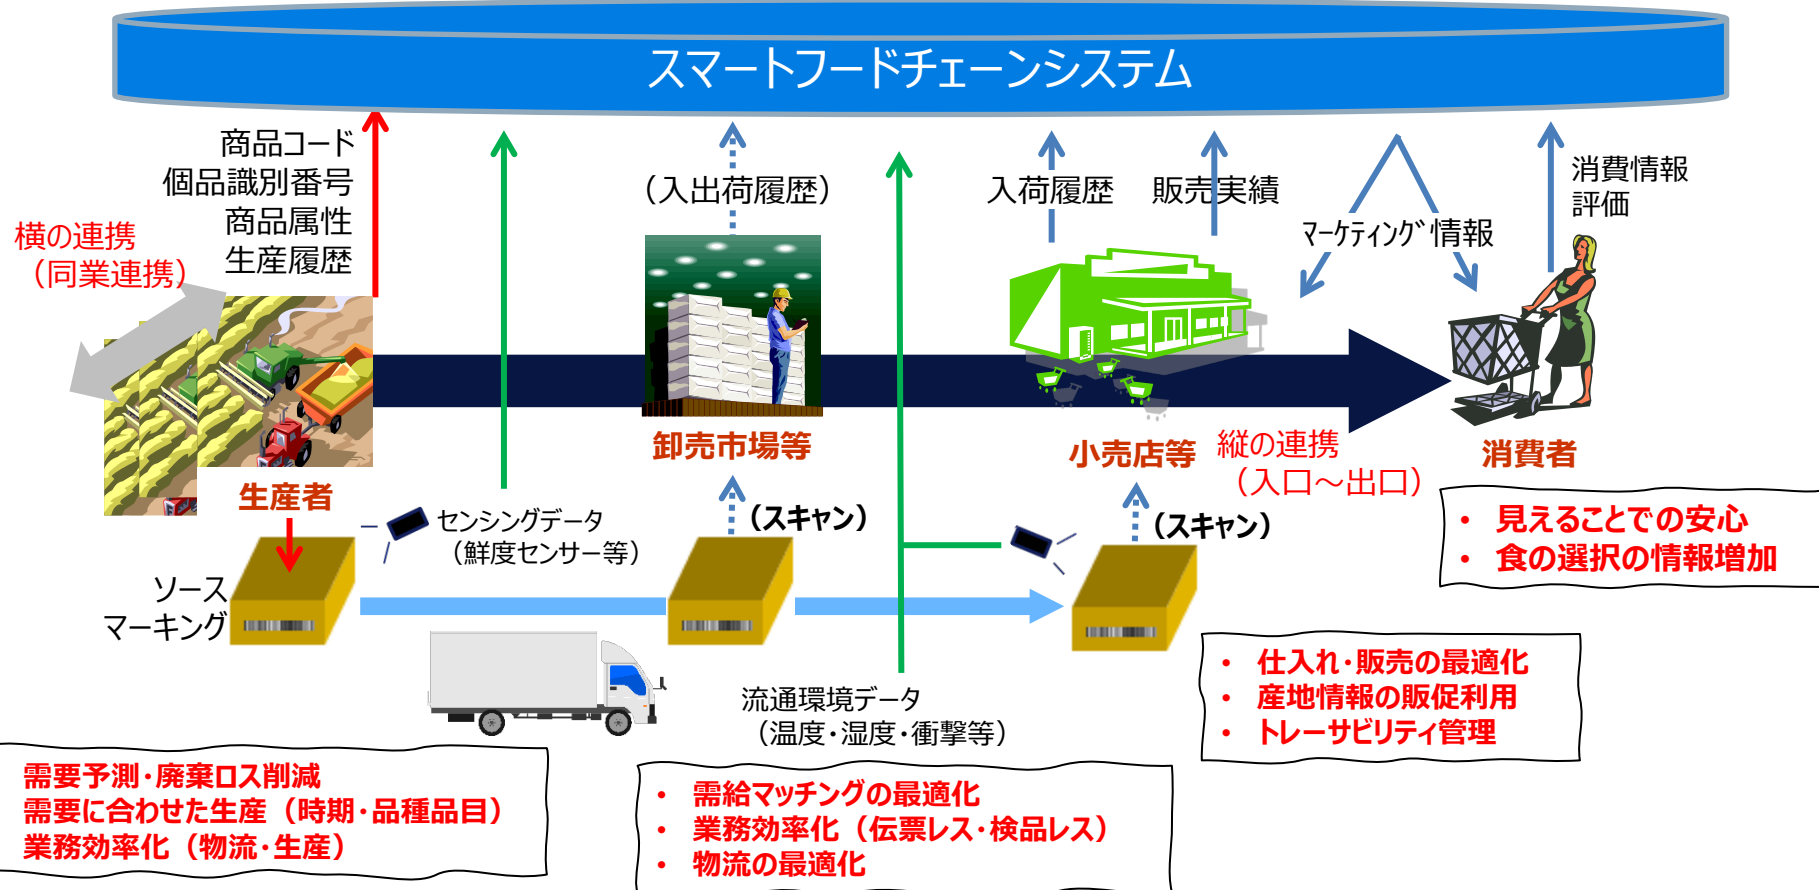 スマートフードチェーンシステム
商品コード
個品識別番号
商品属性
生産履歴
横の連携
（同業連携）
（入出荷履歴）
入荷履歴
販売実績
マーケティング情報
消費情報
評価
生産者
卸売市場等
小売店等
縦の連携
（入口～出口）
消費者
センシングデータ
（鮮度センサー等）
（スキャン）
（スキャン）
ソース
マーキング
流通環境データ
（温度・湿度・衝撃等）
• 見えることでの安心
• 食の選択の情報増加
• 仕入れ・販売の最適化
• 産地情報の販促利用
• トレーサビリティ管理
需要予測・廃棄ロス削減
需要に合わせた生産（時期・品種品目）
業務効率化（物流・生産）
• 需給マッチングの最適化
• 業務効率化（伝票レス・検品レス）
• 物流の最適化